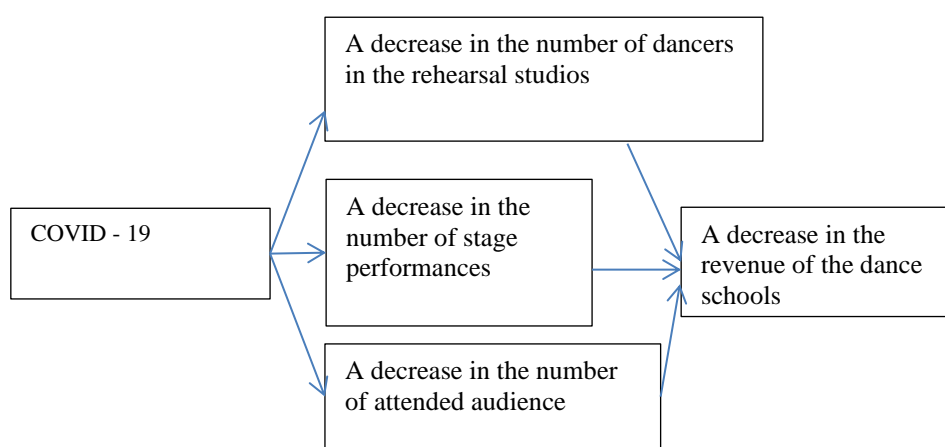 A decrease in the number of dancers
in the rehearsal studios
COVID - 19
A decrease in the
number of stage
performances
A decrease in the
revenue of the dance
schools
A decrease in the number
of attended audience